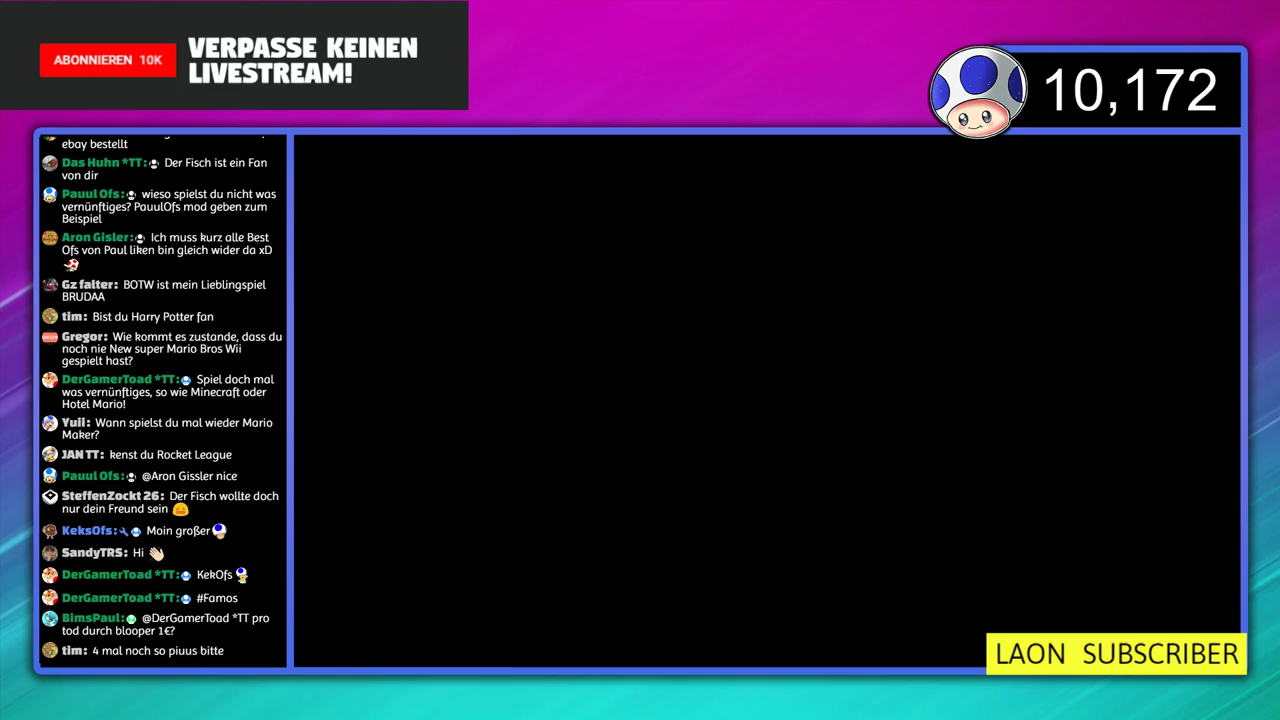 ABONNIEREN 10K
VERPASSE KEINEN
LIVESTREAM!
10,172
ebay bestellt
Das Huhn *TT: Der Fisch ist ein Fan
von dir
Pauul Ofs: wieso spielst du nicht was
vernünftiges? PauulOfs mod geben zum
Beispiel
Aron Gisler: Ich muss kurz alle Best
Ofs von Paul liken bin gleich wider da xD
Gz falter: BOTW ist mein Lieblingspiel
BRUDAA
tim: Bist du Harry Potter fan
Gregor: Wie kommt es zustande, dass du
noch nie New super Mario Bros Wii
gespielt hast?
DerGamerToad *TT: Spiel doch mal
was vernünftiges, so wie Minecraft oder
Hotel Mario!
Yuii: Wann spielst du mal wieder Mario
Maker?
JAN TT: kenst du Rocket League
Pauul Ofs: @Aron Gissler nice
SteffenZockt 26: Der Fisch wollte doch
nur dein Freund sein
KeksOfs: Moin großer
SandyTRS: Hi
DerGamerToad *TT: KekOfs
DerGamerToad *TT: #Famos
BimsPaul: @DerGamerToad *TT pro
tod durch blooper 1€?
tim: 4 mal noch so piuus bitte
LAON SUBSCRIBER